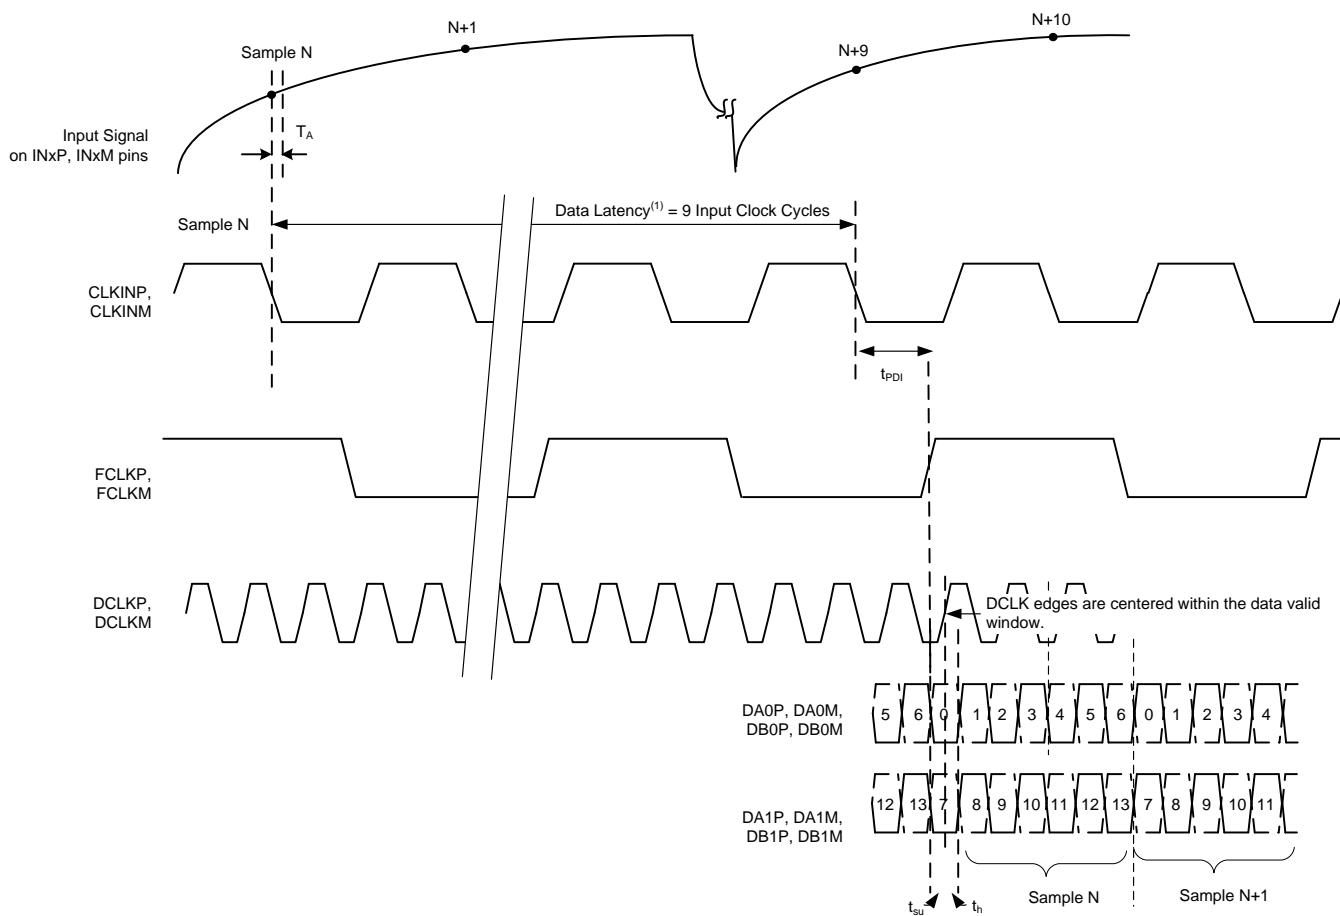 N+1
N+10
Sample N
N+9
Input Signal
on INxP, INxM pins
TA
Sample N
Data Latency(1) = 9 Input Clock Cycles
CLKINP,
CLKINM
tPDI
FCLKP,
FCLKM
DCLKP,
DCLKM
DCLK edges are centered within the data valid
window.
DA0P, DA0M,
DB0P, DB0M
5 6 0 1 2 3 4 5 6 0 1 2 3 4
DA1P, DA1M,
DB1P, DB1M
12 13 7 8 9 10 11 12 13 7 8 9 10 11
Sample N
Sample N+1
tsu
th